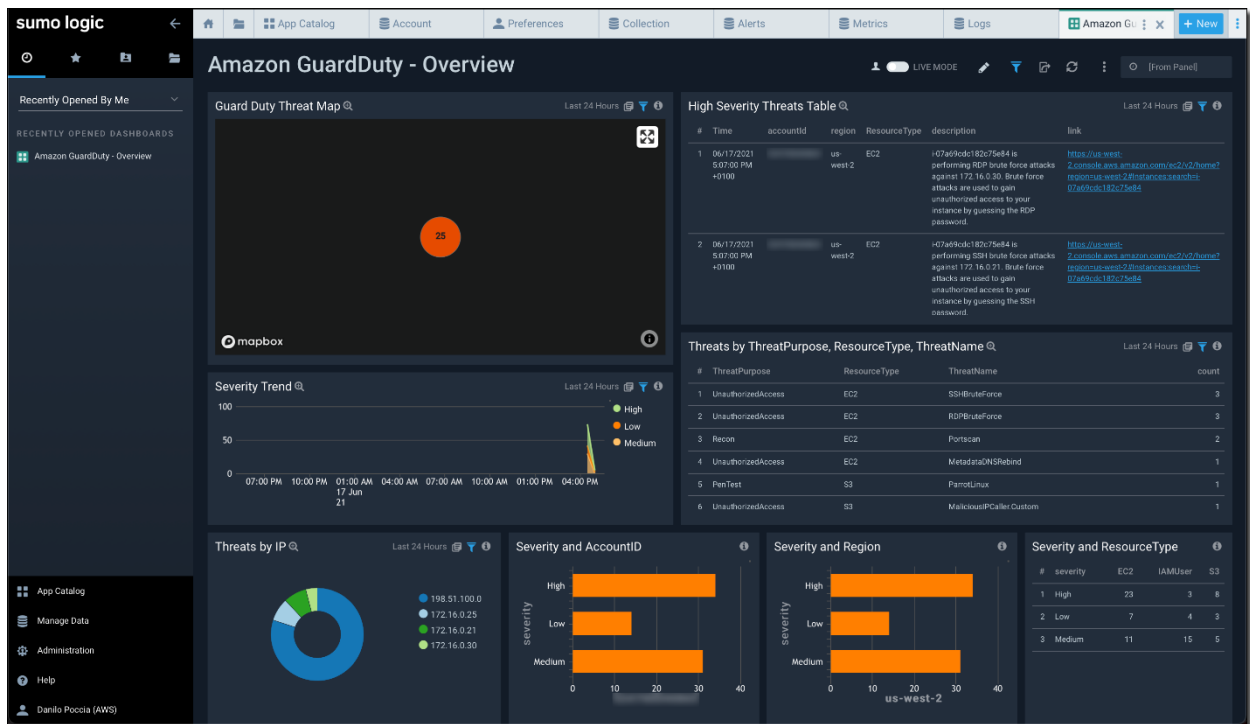 sumo logic
App Catalog
Account
Preferences
Collection
Alerts
Metrics
Logs
Amazon Gu
+ New
Recently Opened By Me
RECENTLY OPENED DASHBOARDS
Amazon GuardDuty - Overview
App Catalog
Manage Data
Administration
Help
Danilo Poccia (AWS)
Amazon GuardDuty - Overview
LIVE MODE
[From Panel]
Guard Duty Threat Map
Last 24 Hours
25
mapbox
Severity Trend
Last 24 Hours
100
50
0
07:00 PM 10:00 PM 01:00 AM 04:00 AM 07:00 AM 10:00 AM 01:00 PM 04:00 PM
17 Jun
21
High
Low
Medium
High Severity Threats Table
Last 24 Hours
# Time accountId region ResourceType description link
1 06/17/2021 us- EC2 i-07a69cdc182c75e84 is https://us-west-
5:07:00 PM west-2 performing RDP brute force attacks 2.console.aws.amazon.com/ec2/v2/home?
+0100 against 172.16.0.30. Brute force region=us-west-2#Instances:search=i-
attacks are used to gain 07a69cdc182c75e84
unauthorized access to your
instance by guessing the RDP
password.
2 06/17/2021 us- EC2 i-07a69cdc182c75e84 is https://us-west-
5:07:00 PM west-2 performing SSH brute force attacks 2.console.aws.amazon.com/ec2/v2/home?
+0100 against 172.16.0.21. Brute force region=us-west-2#Instances:search=i-
attacks are used to gain 07a69cdc182c75e84
unauthorized access to your
instance by guessing the SSH
password.
Threats by ThreatPurpose, ResourceType, ThreatName
Last 24 Hours
# ThreatPurpose ResourceType ThreatName count
1 UnauthorizedAccess EC2 SSHBruteForce 3
2 UnauthorizedAccess EC2 RDPBruteForce 3
3 Recon EC2 Portscan 2
4 UnauthorizedAccess EC2 MetadataDNSRebind 1
5 PenTest S3 ParrotLinux 1
6 UnauthorizedAccess S3 MaliciousIPCaller.Custom 1
Threats by IP
Last 24 Hours
198.51.100.0
172.16.0.25
172.16.0.21
172.16.0.30
Severity and AccountID
severity
High
Low
Medium
0 10 20 30 40
Severity and Region
severity
High
Low
Medium
0 10 20 30 40
us-west-2
Severity and ResourceType
# severity EC2 IAMUser S3
1 High 23 3 8
2 Low 7 4 3
3 Medium 11 15 5